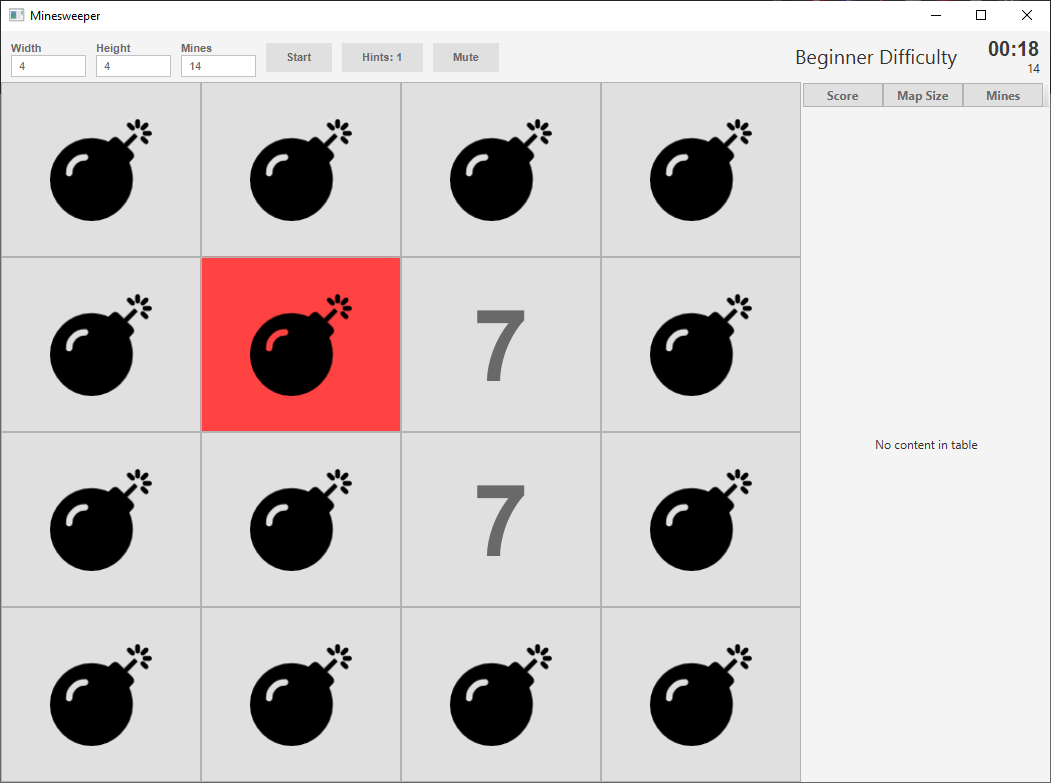 Minesweeper
Width Height Mines
4 4 14 Start Hints: 1 Mute Beginner Difficulty 00:18
14
Score Map Size Mines
7
No content in table
7